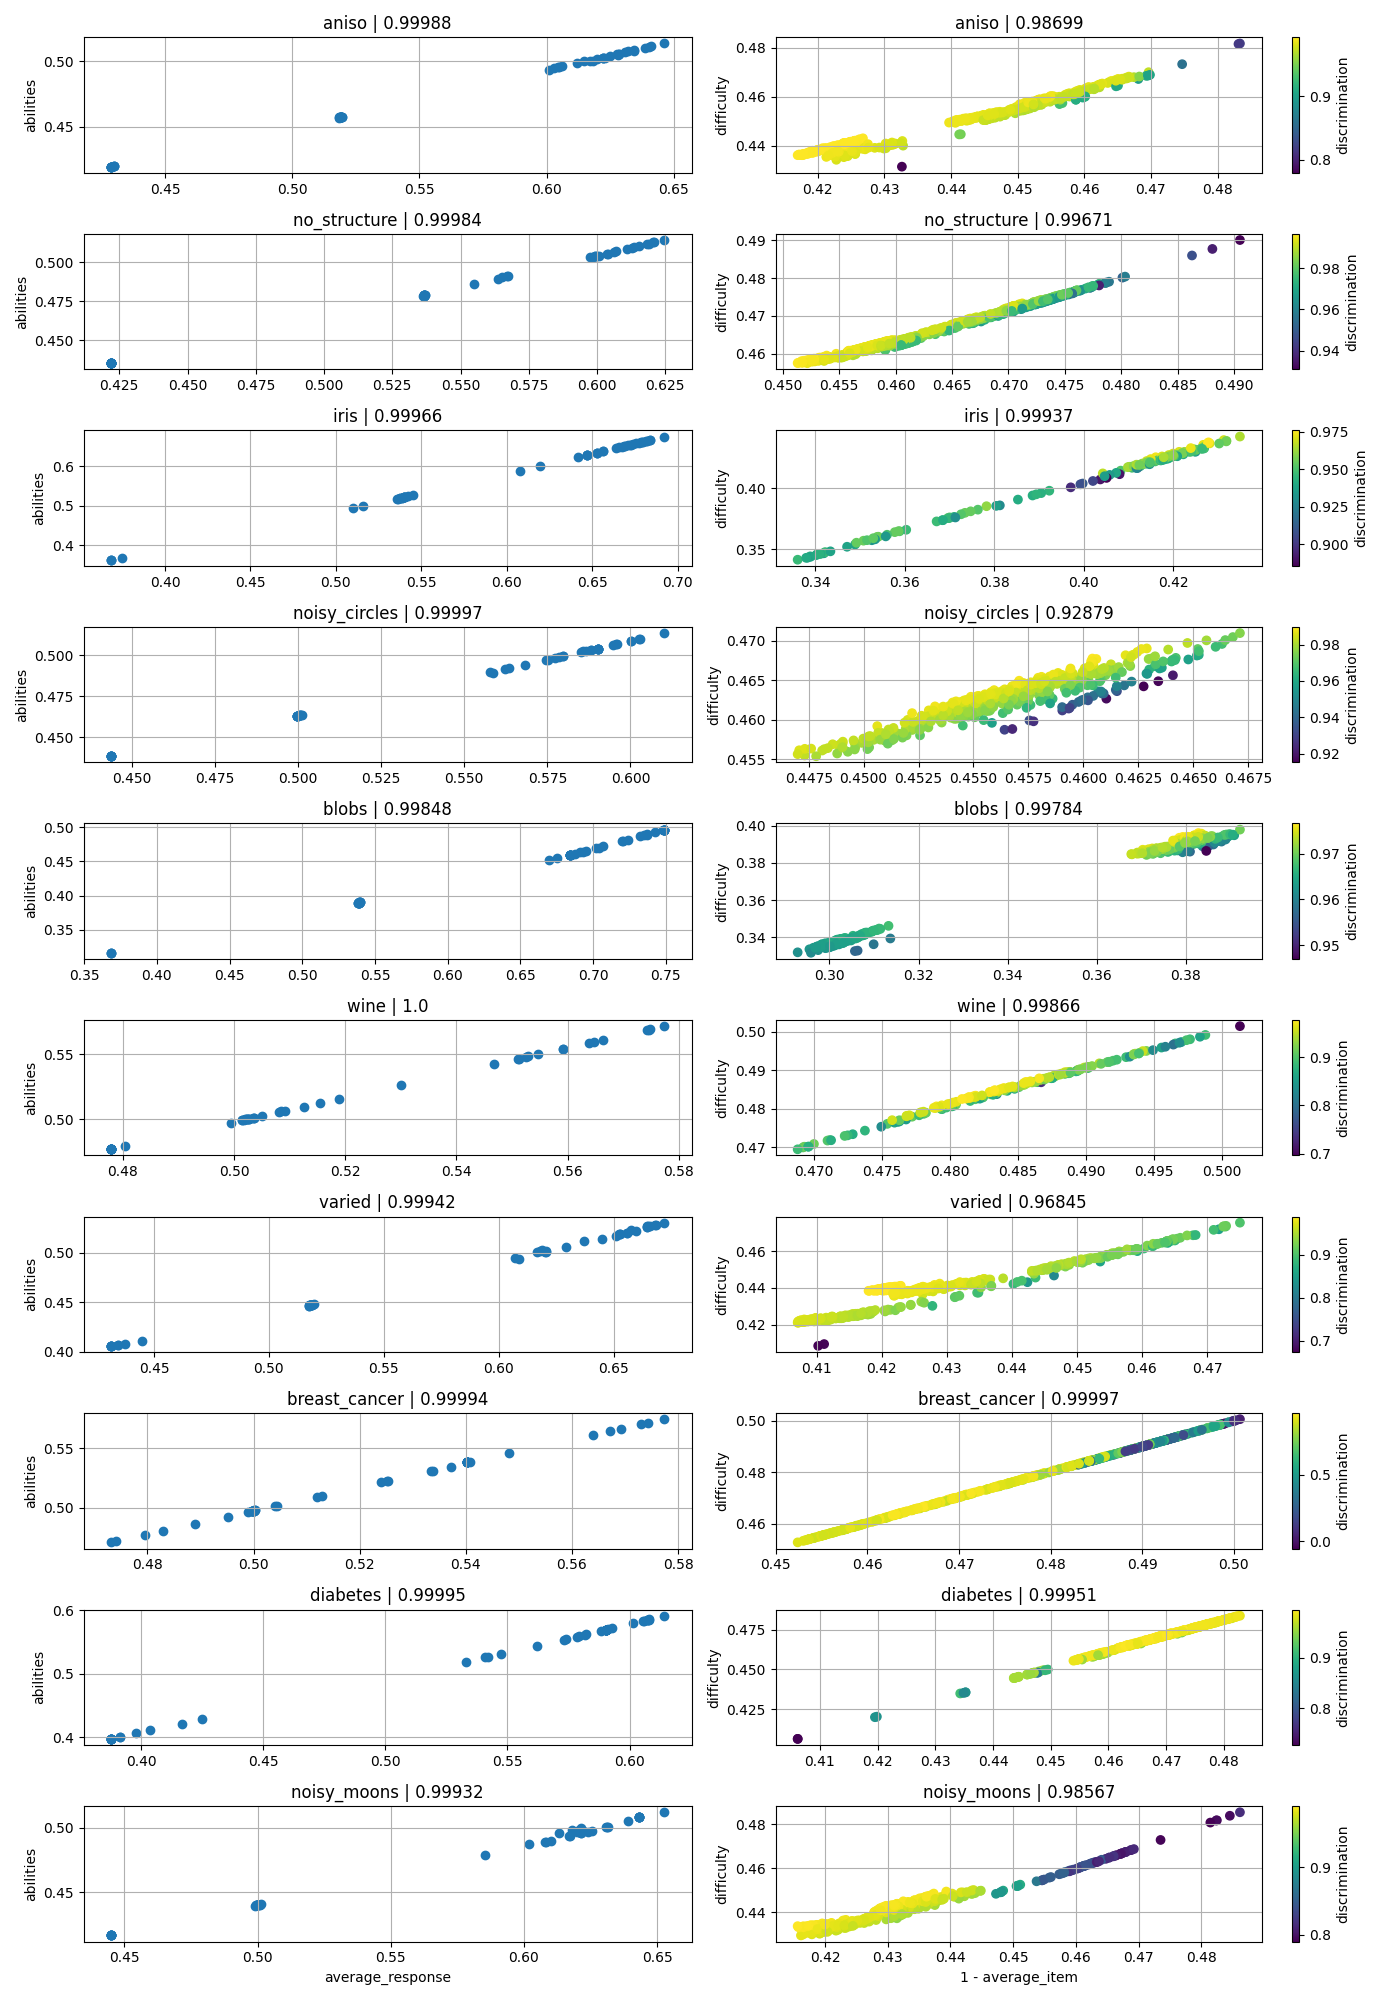 aniso | 0.99988
abilities
0.50
0.45
0.45 0.50 0.55 0.60 0.65
aniso | 0.98699
difficulty
0.48
0.46
0.44
0.42 0.43 0.44 0.45 0.46 0.47 0.48
0.9
0.8
discrimination
no_structure | 0.99984
abilities
0.500
0.475
0.450
0.425 0.450 0.475 0.500 0.525 0.550 0.575 0.600 0.625
no_structure | 0.99671
difficulty
0.49
0.48
0.47
0.46
0.450 0.455 0.460 0.465 0.470 0.475 0.480 0.485 0.490
0.98
0.96
0.94
discrimination
iris | 0.99966
abilities
0.6
0.5
0.4
0.40 0.45 0.50 0.55 0.60 0.65 0.70
iris | 0.99937
difficulty
0.40
0.35
0.34 0.36 0.38 0.40 0.42
0.975
0.950
0.925
0.900
discrimination
noisy_circles | 0.99997
abilities
0.500
0.475
0.450
0.450 0.475 0.500 0.525 0.550 0.575 0.600
noisy_circles | 0.92879
difficulty
0.470
0.465
0.460
0.455
0.4475 0.4500 0.4525 0.4550 0.4575 0.4600 0.4625 0.4650 0.4675
0.98
0.96
0.94
0.92
discrimination
blobs | 0.99848
abilities
0.50
0.45
0.40
0.35
0.35 0.40 0.45 0.50 0.55 0.60 0.65 0.70 0.75
blobs | 0.99784
difficulty
0.40
0.38
0.36
0.34
0.30 0.32 0.34 0.36 0.38
0.97
0.96
0.95
discrimination
wine | 1.0
abilities
0.55
0.50
0.48 0.50 0.52 0.54 0.56 0.58
wine | 0.99866
difficulty
0.50
0.49
0.48
0.47
0.470 0.475 0.480 0.485 0.490 0.495 0.500
0.9
0.8
0.7
discrimination
varied | 0.99942
abilities
0.50
0.45
0.40
0.45 0.50 0.55 0.60 0.65
varied | 0.96845
difficulty
0.46
0.44
0.42
0.41 0.42 0.43 0.44 0.45 0.46 0.47
0.9
0.8
0.7
discrimination
breast_cancer | 0.99994
abilities
0.55
0.50
0.48 0.50 0.52 0.54 0.56 0.58
breast_cancer | 0.99997
difficulty
0.50
0.48
0.46
0.45 0.46 0.47 0.48 0.49 0.50
0.5
0.0
discrimination
diabetes | 0.99995
abilities
0.6
0.5
0.4
0.40 0.45 0.50 0.55 0.60
diabetes | 0.99951
difficulty
0.475
0.450
0.425
0.41 0.42 0.43 0.44 0.45 0.46 0.47 0.48
0.9
0.8
discrimination
noisy_moons | 0.99932
abilities
0.50
0.45
0.45 0.50 0.55 0.60 0.65
average_response
noisy_moons | 0.98567
difficulty
0.48
0.46
0.44
0.42 0.43 0.44 0.45 0.46 0.47 0.48
1 - average_item
0.9
0.8
discrimination